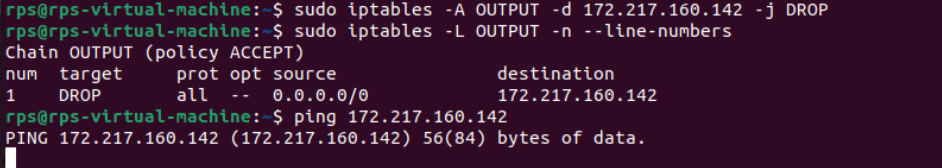 rps@rps-virtual-machine:~$ sudo iptables -A OUTPUT -d 172.217.160.142 -j DROP
rps@rps-virtual-machine:~$ sudo iptables -L OUTPUT -n --line-numbers
Chain OUTPUT (policy ACCEPT)
num  target     prot opt source               destination
1    DROP       all  --  0.0.0.0/0            172.217.160.142
rps@rps-virtual-machine:~$ ping 172.217.160.142
PING 172.217.160.142 (172.217.160.142) 56(84) bytes of data.